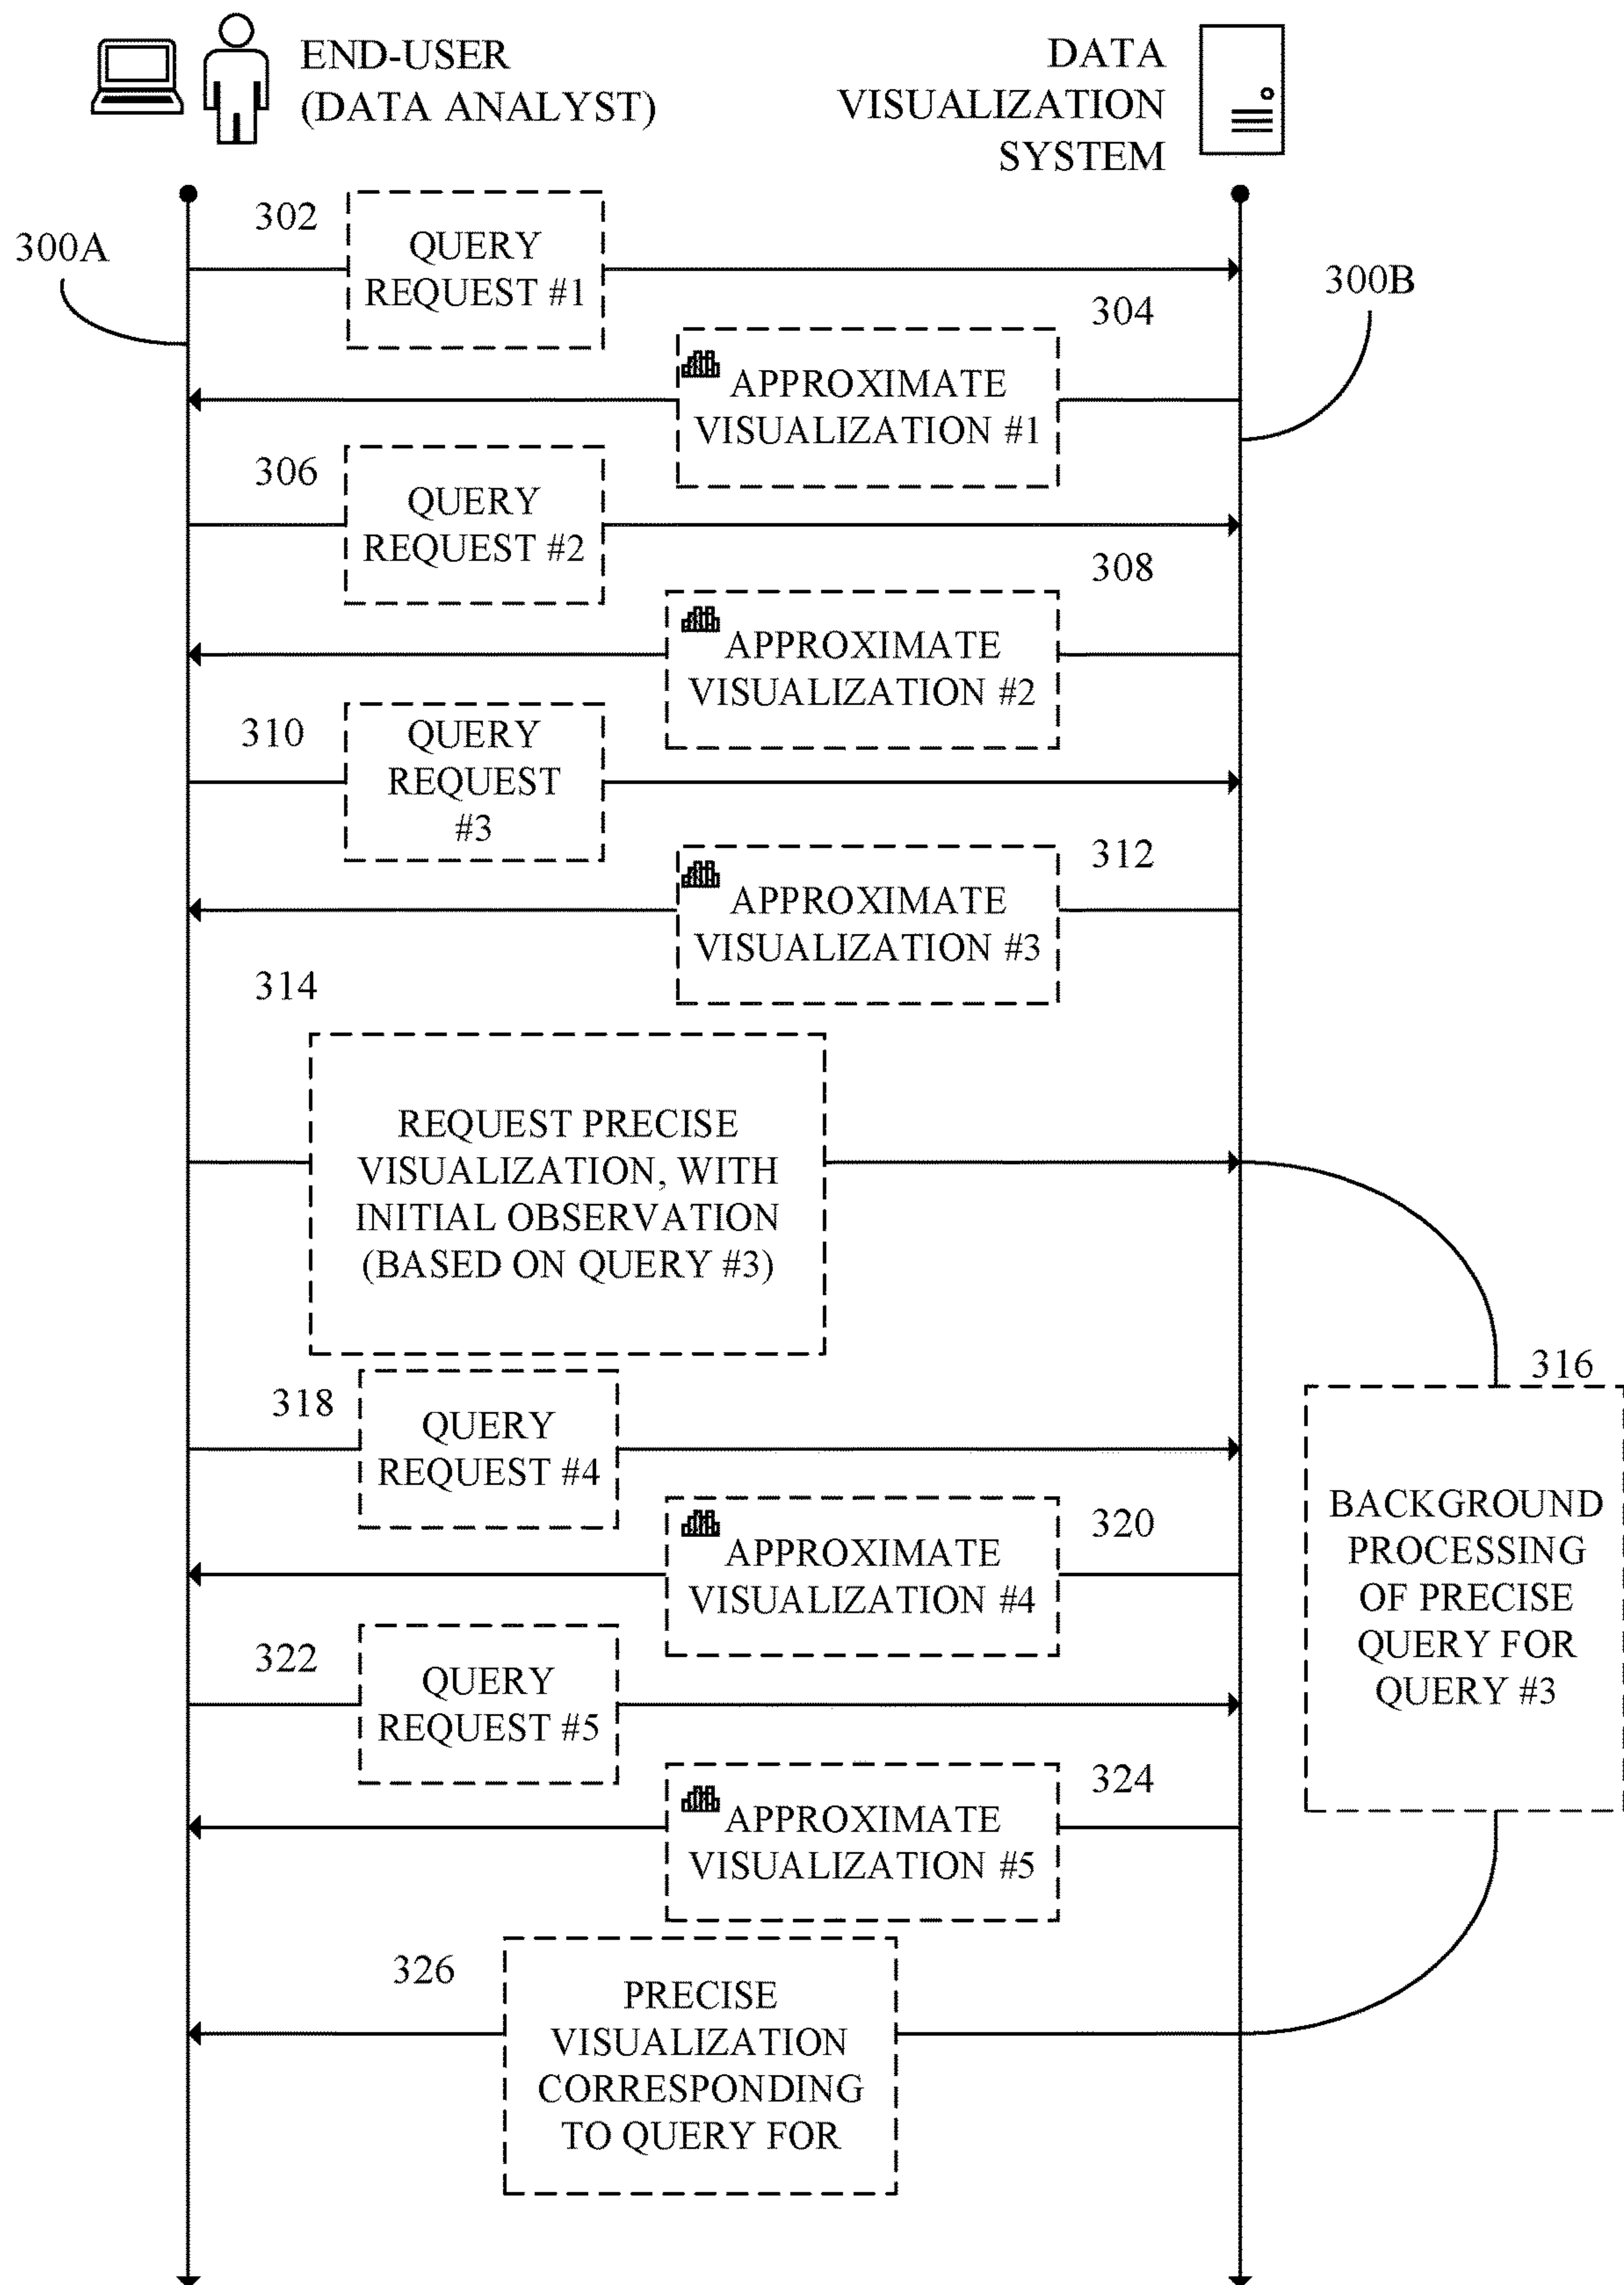 END-USER
(DATA ANALYST)
DATA
VISUALIZATION
SYSTEM
300A
302
QUERY
REQUEST #1
300B
304
APPROXIMATE
VISUALIZATION #1
306
QUERY
REQUEST #2
308
APPROXIMATE
VISUALIZATION #2
310
QUERY
REQUEST
#3
312
APPROXIMATE
VISUALIZATION #3
314
REQUEST PRECISE
VISUALIZATION, WITH
INITIAL OBSERVATION
(BASED ON QUERY #3)
316
BACKGROUND
PROCESSING
OF PRECISE
QUERY FOR
QUERY #3
318
QUERY
REQUEST #4
320
APPROXIMATE
VISUALIZATION #4
322
QUERY
REQUEST #5
324
APPROXIMATE
VISUALIZATION #5
326
PRECISE
VISUALIZATION
CORRESPONDING
TO QUERY FOR